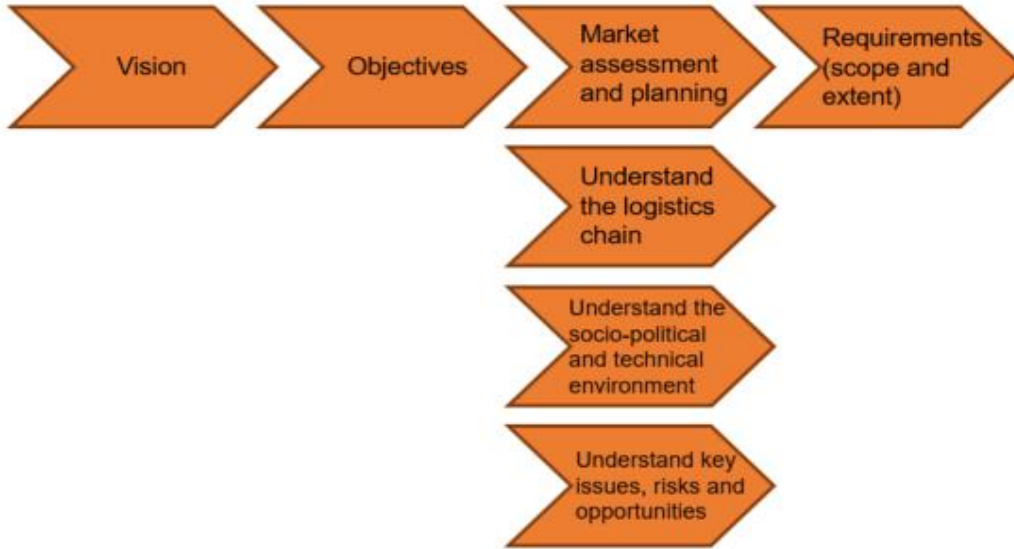 Vision
Objectives
Market
assessment
and planning
Requirements
(scope and
extent)
Understand
the logistics
chain
Understand the
socio-political
and technical
environment
Understand key
issues, risks and
opportunities